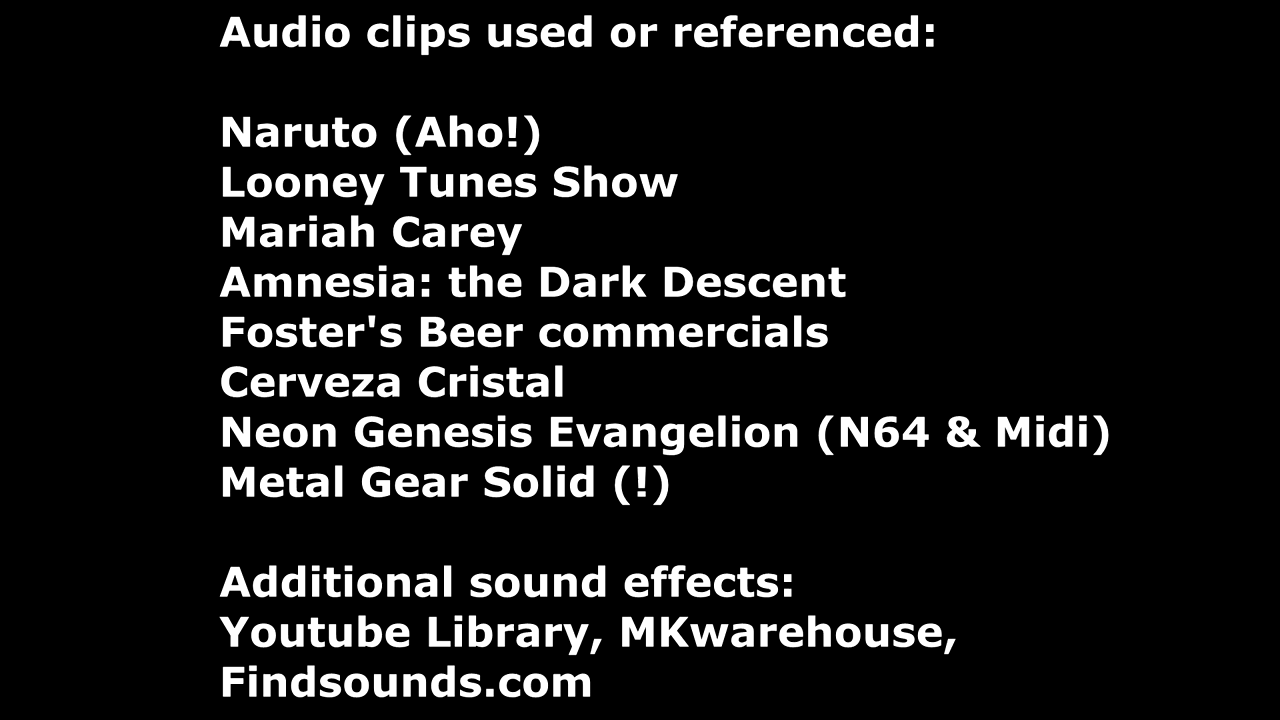 Audio clips used or referenced:
Naruto (Aho!)
Looney Tunes Show
Mariah Carey
Amnesia: the Dark Descent
Foster's Beer commercials
Cerveza Cristal
Neon Genesis Evangelion (N64 & Midi)
Metal Gear Solid (!)
Additional sound effects:
Youtube Library, MKwarehouse,
Findsounds.com